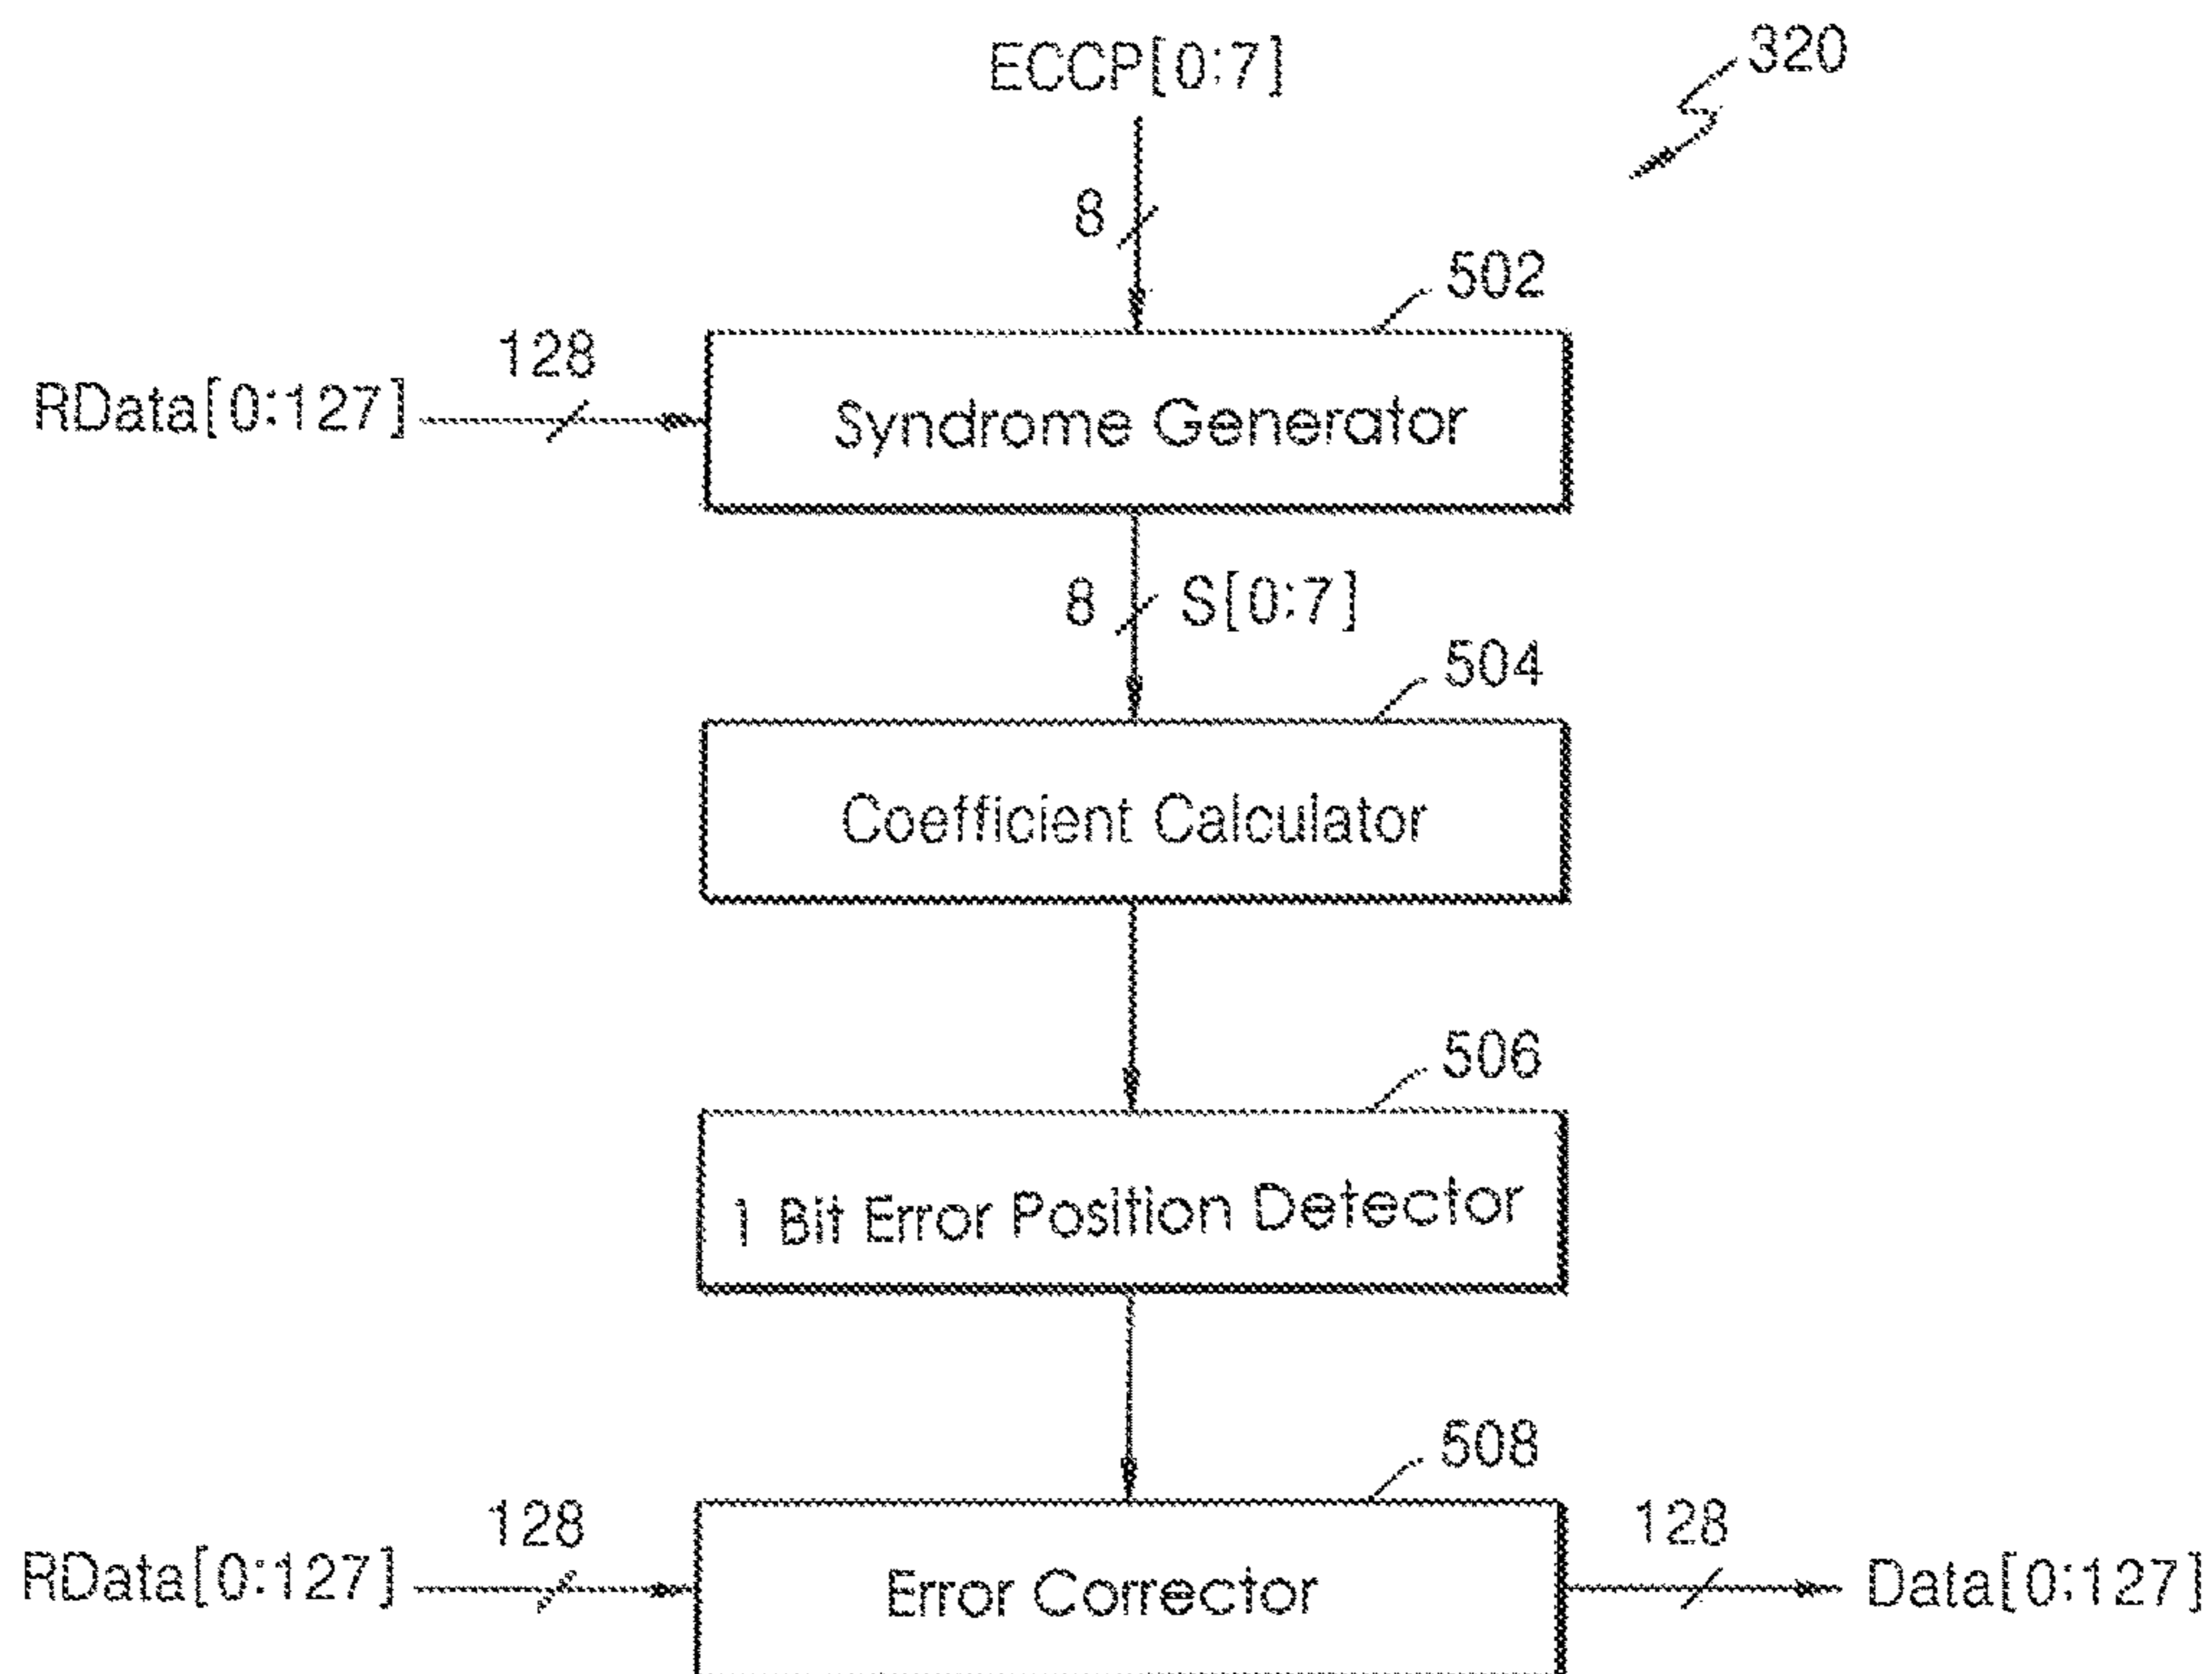 ECCP[0:7]
320
8
502
128
RData[0:127]
Syndrome Generator
8 S[0:7]
504
Coefficient Calculator
506
1 Bit Error Position Detector
508
128
128
RData[0:127]
Error Corrector
Data[0:127]